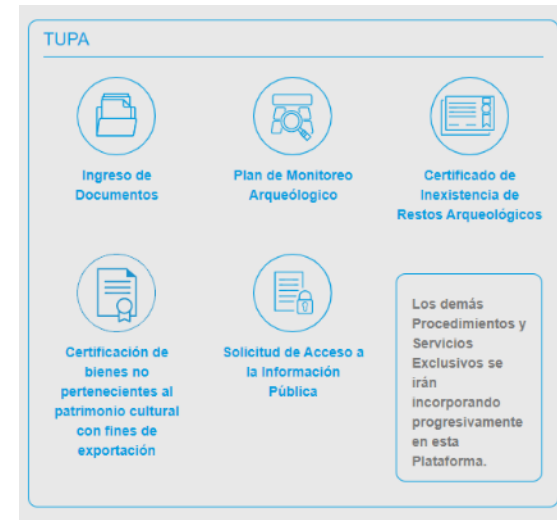 TUPA
Ingreso de
Documentos
Plan de Monitoreo
Arqueólogico
Certificado de
Inexistencia de
Restos Arqueológicos
Certificación de
bienes no
pertenecientes al
patrimonio cultural
con fines de
exportación
Solicitud de Acceso a
la Información
Pública
Los demás
Procedimientos y
Servicios
Exclusivos se
irán
incorporando
progresivamente
en esta
Plataforma.